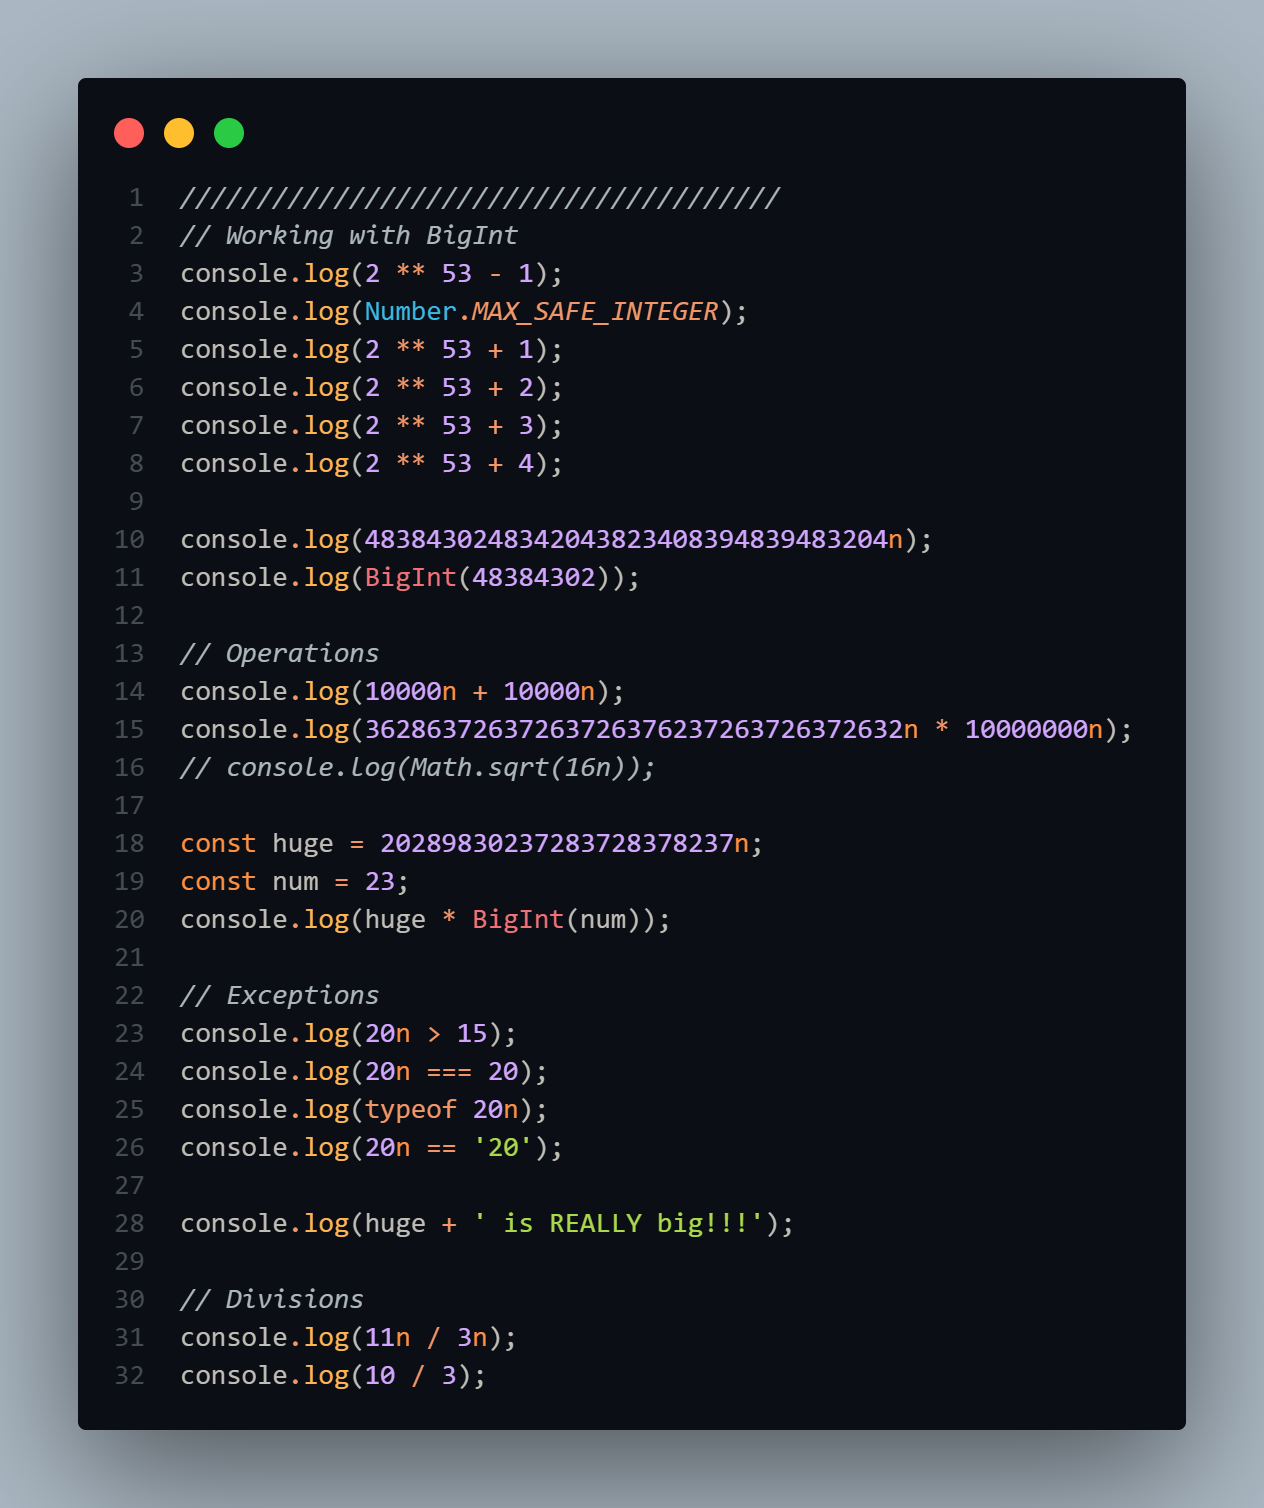 1 ///////////////////////////////////////
2 // Working with BigInt
3 console.log(2 ** 53 - 1);
4 console.log(Number.MAX_SAFE_INTEGER);
5 console.log(2 ** 53 + 1);
6 console.log(2 ** 53 + 2);
7 console.log(2 ** 53 + 3);
8 console.log(2 ** 53 + 4);
9
10 console.log(4838430248342043823408394839483204n);
11 console.log(BigInt(48384302));
12
13 // Operations
14 console.log(10000n + 10000n);
15 console.log(36286372637263726376237263726372632n * 10000000n);
16 // console.log(Math.sqrt(16n));
17
18 const huge = 20289830237283728378237n;
19 const num = 23;
20 console.log(huge * BigInt(num));
21
22 // Exceptions
23 console.log(20n > 15);
24 console.log(20n === 20);
25 console.log(typeof 20n);
26 console.log(20n == '20');
27
28 console.log(huge + ' is REALLY big!!!');
29
30 // Divisions
31 console.log(11n / 3n);
32 console.log(10 / 3);